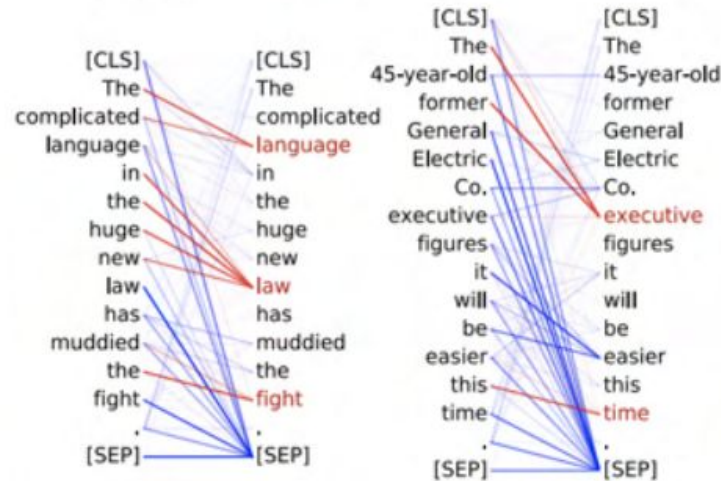 [CLS] [CLS]
The The
complicated complicated
language language
in in
the the
huge huge
new new
law law
has has
muddied muddied
the the
fight fight
. .
[SEP] [SEP]
[CLS] [CLS]
The The
45-year-old 45-year-old
former former
General General
Electric Electric
Co. Co.
executive executive
figures figures
it it
will will
be be
easier easier
this this
time time
. .
[SEP] [SEP]